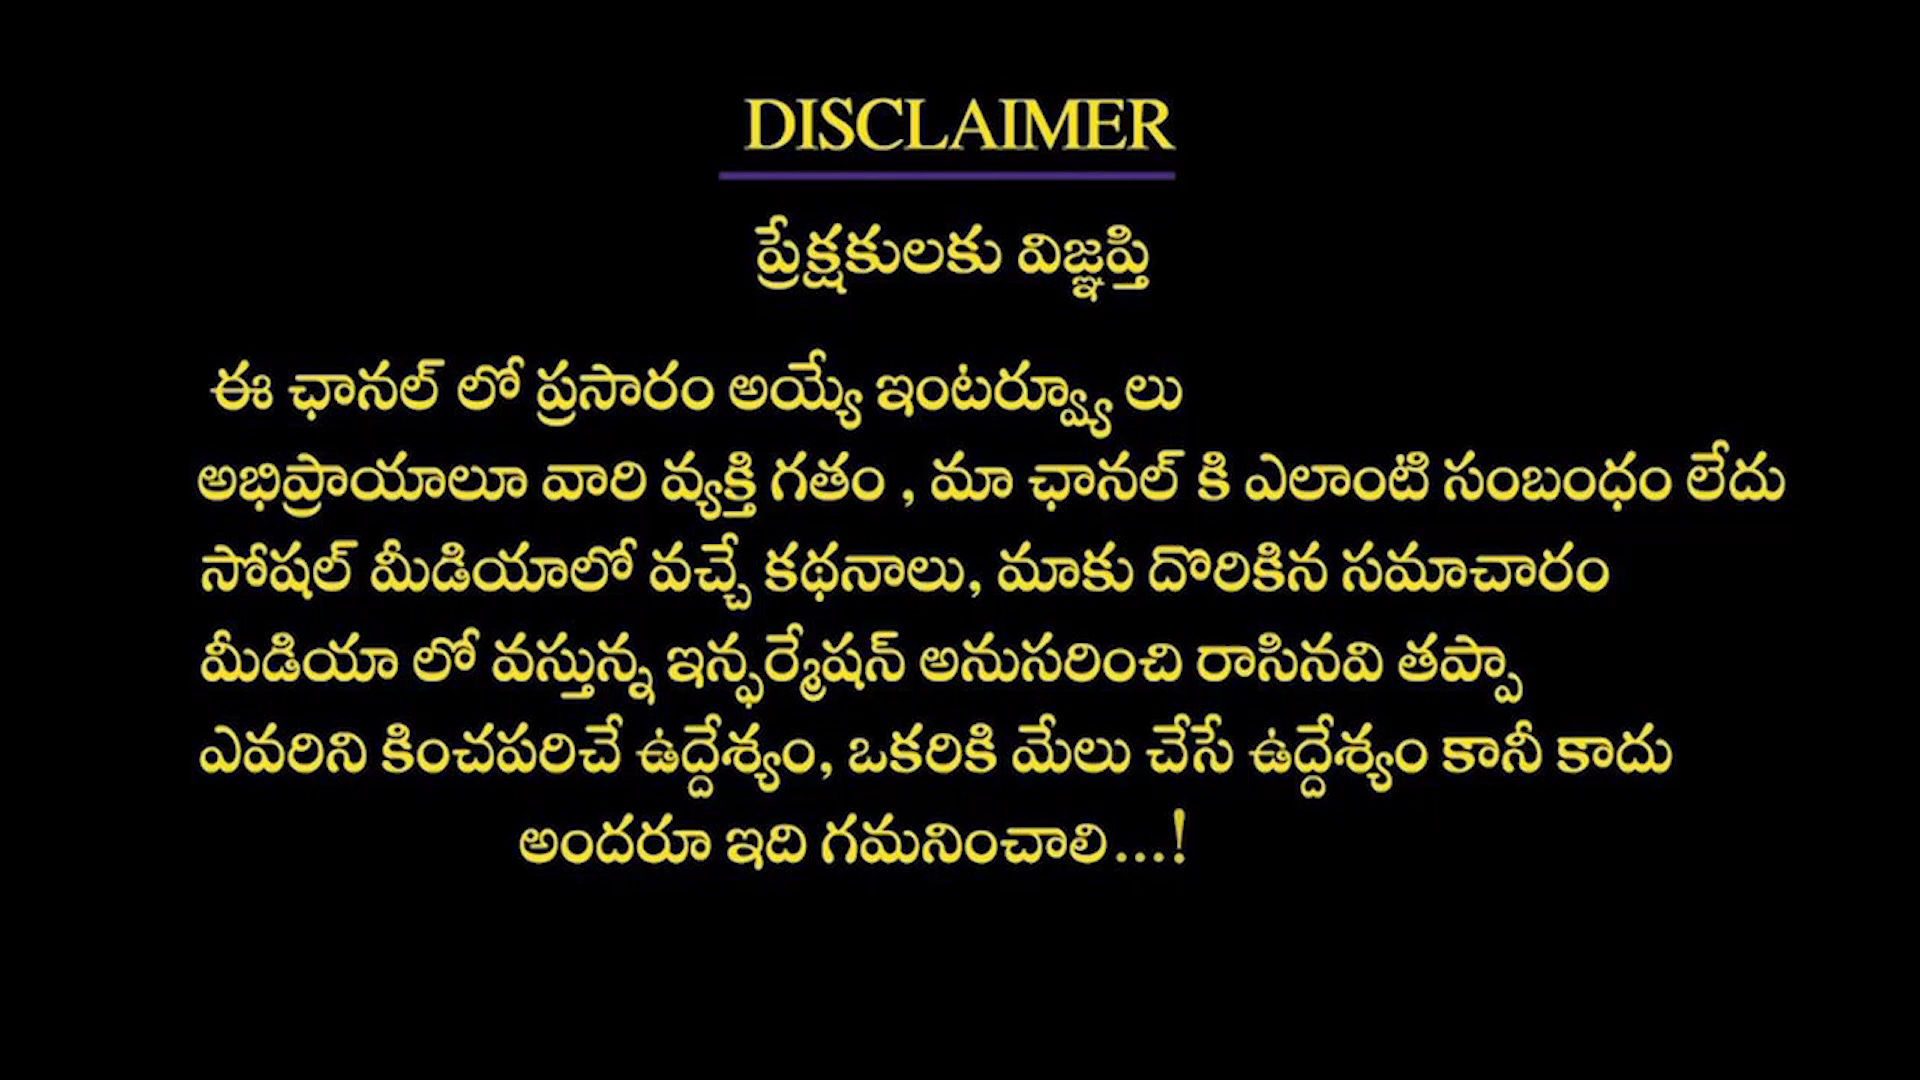 DISCLAIMER
ప్రేక్షకులకు విజ్ఞప్తి
ఈ ఛానల్ లో ప్రసారం అయ్యే ఇంటర్వ్యూ లు
అభిప్రాయాలూ వారి వ్యక్తి గతం , మా ఛానల్ కి ఎలాంటి సంబంధం లేదు
సోషల్ మీడియాలో వచ్చే కథనాలు, మాకు దొరికిన సమాచారం
మీడియా లో వస్తున్న ఇన్ఫర్మేషన్ అనుసరించి రాసినవి తప్పా
ఎవరిని కించపరిచే ఉద్దేశ్యం, ఒకరికి మేలు చేసే ఉద్దేశ్యం కానీ కాదు
అందరూ ఇది గమనించాలి...!